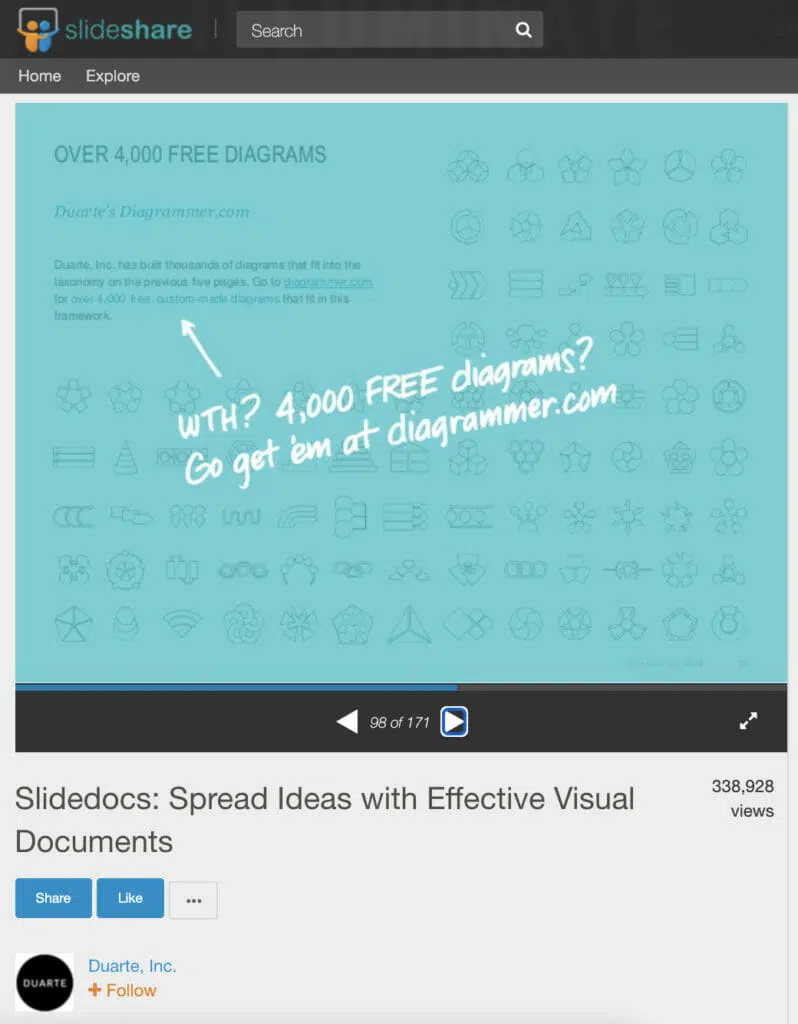 slideshare
Search
Home
Explore
OVER 4,000 FREE DIAGRAMS
Duarte's Diagrammer.com
Duarte, Inc. has built thousands of diagrams that fit into the
taxonomy on the previous five pages. Go to diagrammer.com
for over 4,000 free, custom-made diagrams that fit in this
framework.
WTH? 4,000 FREE diagrams?
Go get 'em at diagrammer.com
98 of 171
Slidedocs: Spread Ideas with Effective Visual
Documents
338,928
views
Share
Like
...
DUARTE
Duarte, Inc.
+ Follow